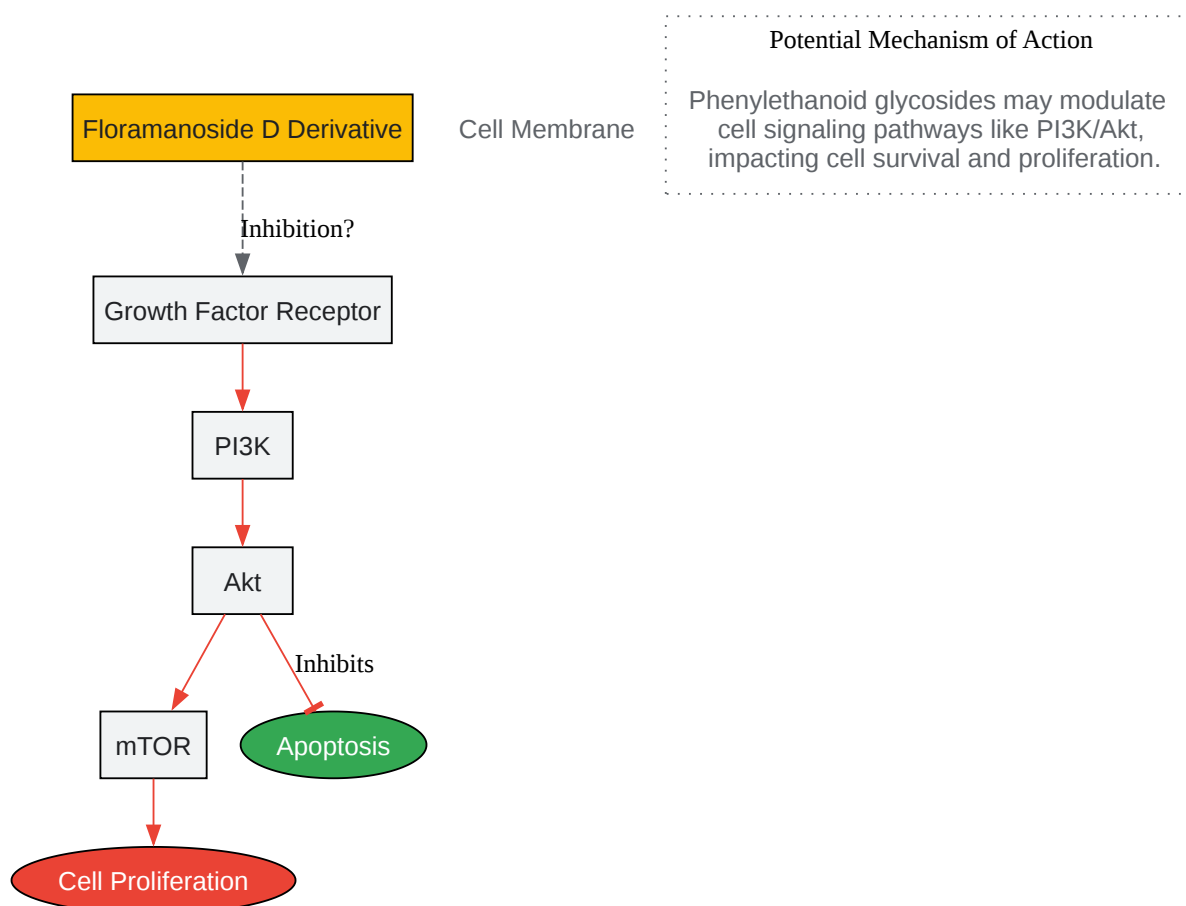 Potential Mechanism of Action
Phenylethanoid glycosides may modulate
cell signaling pathways like PI3K/Akt,
impacting cell survival and proliferation.
Floramanoside D Derivative
Cell Membrane
Inhibition?
Growth Factor Receptor
PI3K
Akt
Inhibits
mTOR
Apoptosis
Cell Proliferation